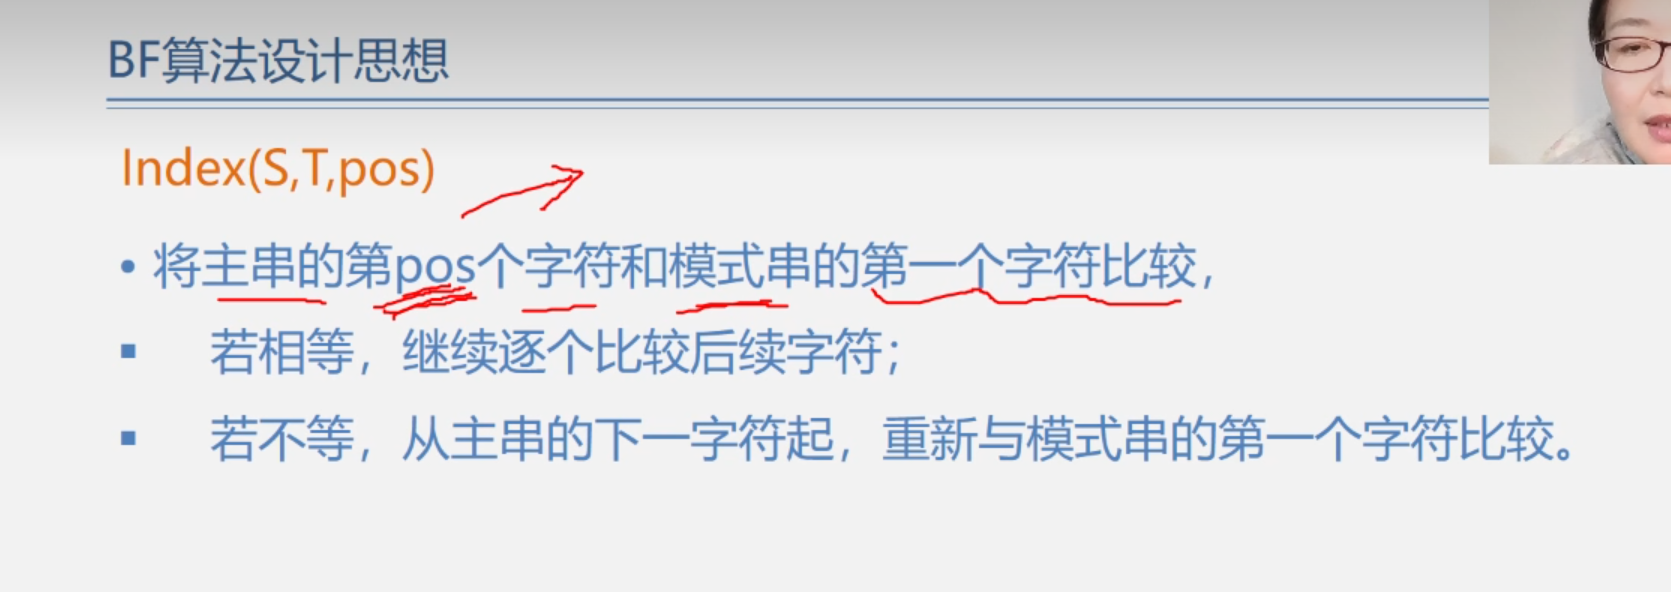 BF算法设计思想
Index(S,T,pos)
• 将主串的第pos个字符和模式串的第一个字符比较,
▪ 若相等，继续逐个比较后续字符；
▪ 若不等，从主串的下一字符起，重新与模式串的第一个字符比较。